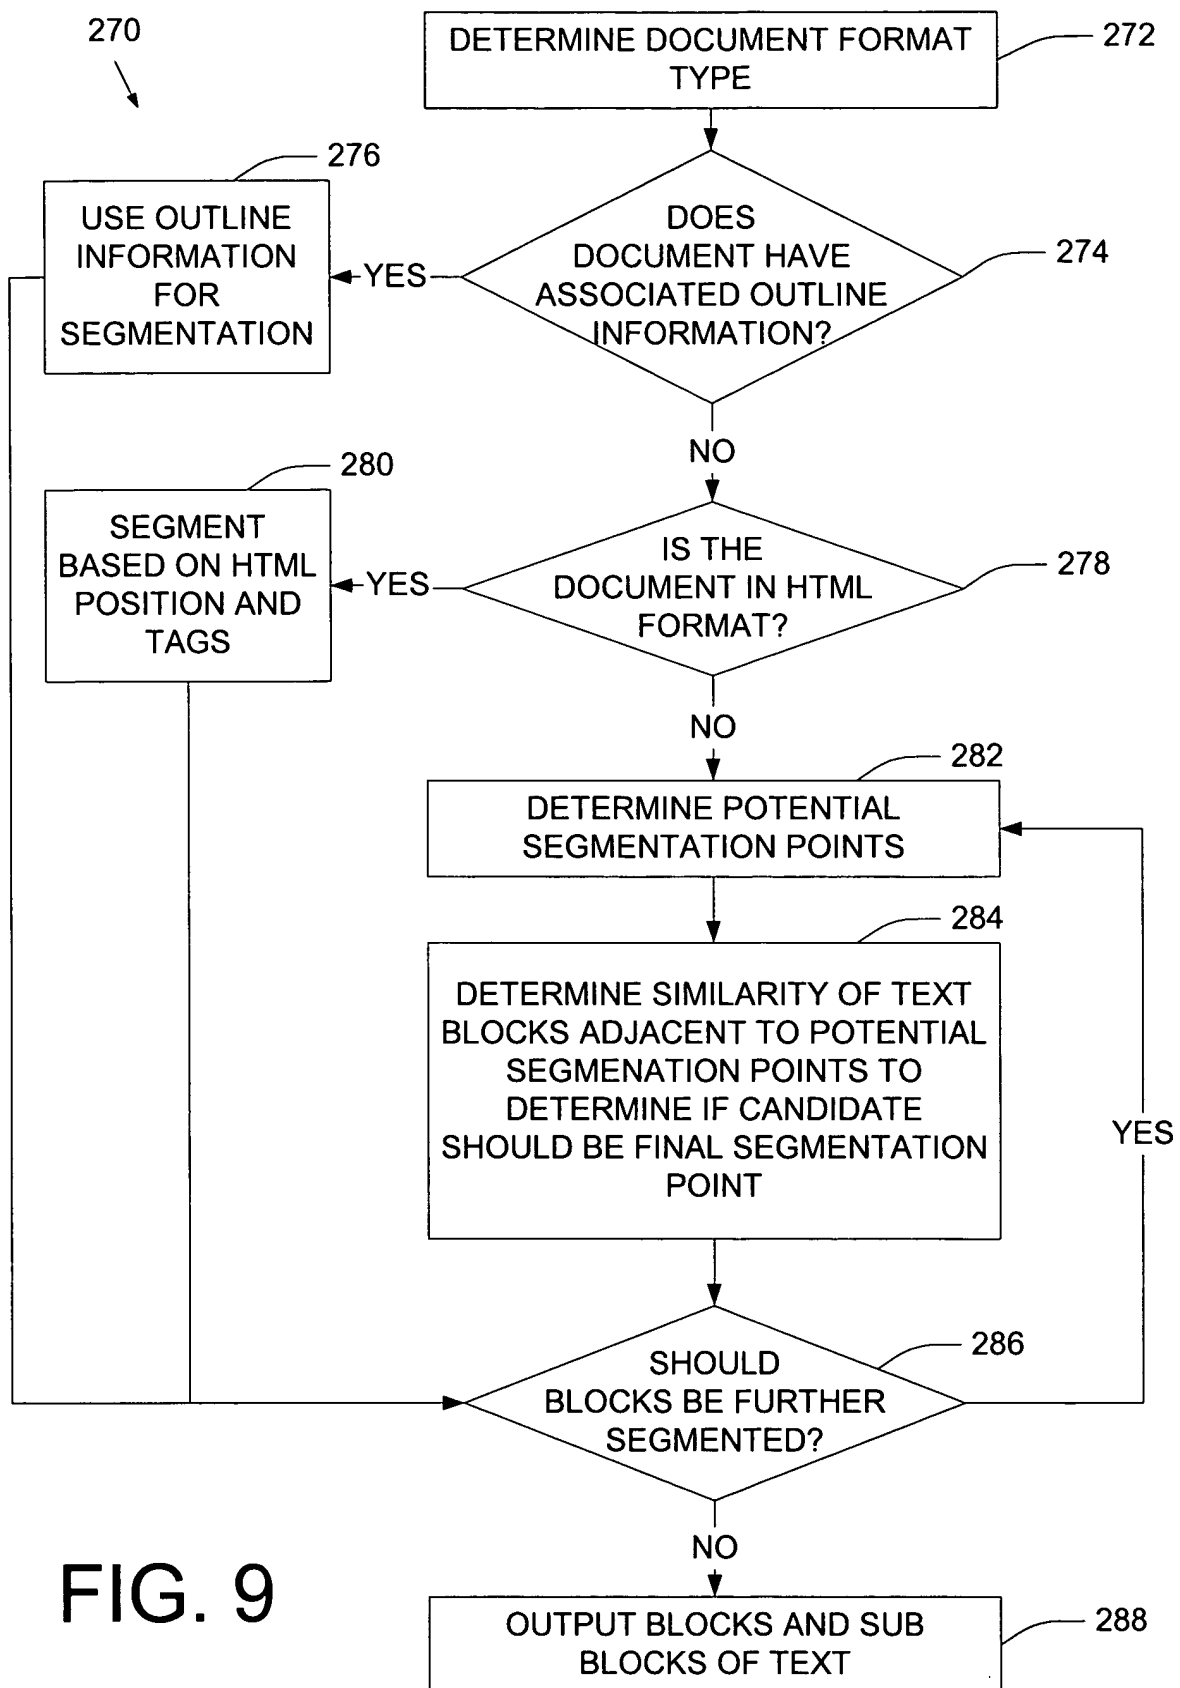 270
DETERMINE DOCUMENT FORMAT
TYPE
272
276
USE OUTLINE
INFORMATION
FOR
SEGMENTATION
YES
DOES
DOCUMENT HAVE
ASSOCIATED OUTLINE
INFORMATION?
274
NO
280
SEGMENT
BASED ON HTML
POSITION AND
TAGS
YES
IS THE
DOCUMENT IN HTML
FORMAT?
278
NO
282
DETERMINE POTENTIAL
SEGMENTATION POINTS
284
DETERMINE SIMILARITY OF TEXT
BLOCKS ADJACENT TO POTENTIAL
SEGMENATION POINTS TO
DETERMINE IF CANDIDATE
SHOULD BE FINAL SEGMENTATION
POINT
YES
286
SHOULD
BLOCKS BE FURTHER
SEGMENTED?
NO
FIG. 9
OUTPUT BLOCKS AND SUB
BLOCKS OF TEXT
288